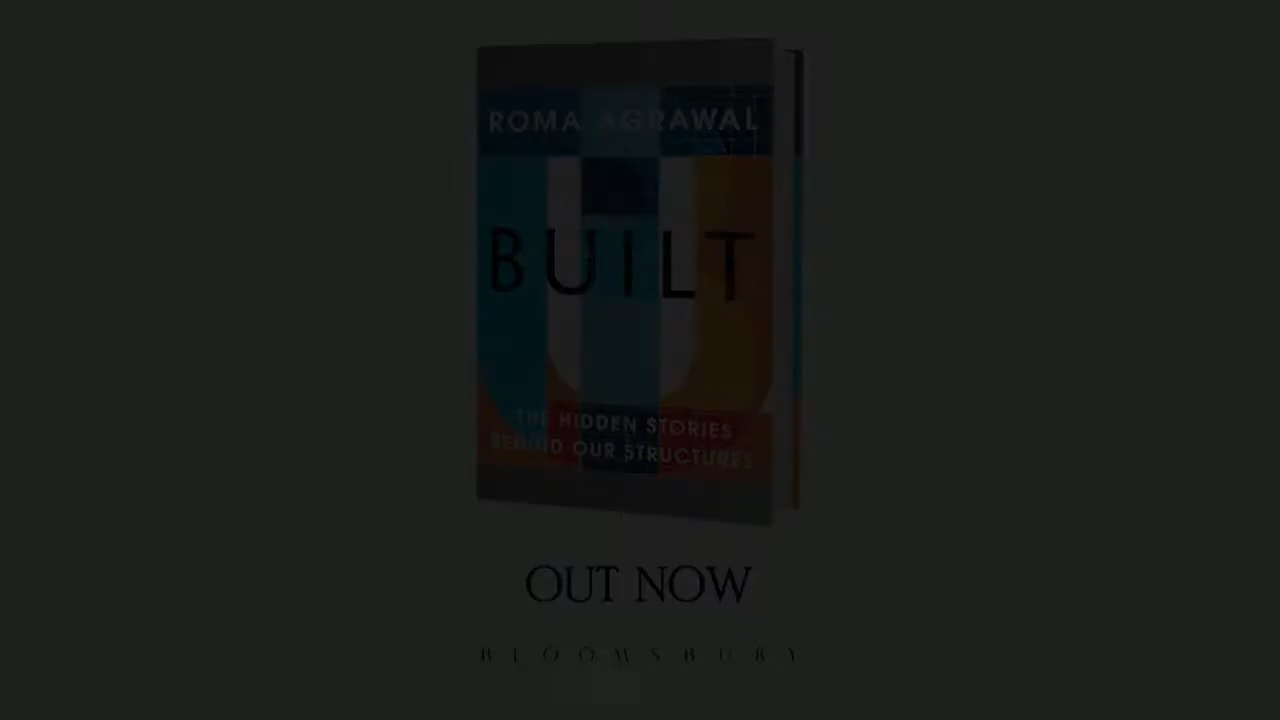 ROMA AGRAWAL
BUILT
THE HIDDEN STORIES
BEHIND OUR STRUCTURES
OUT NOW
BLOOMSBURY